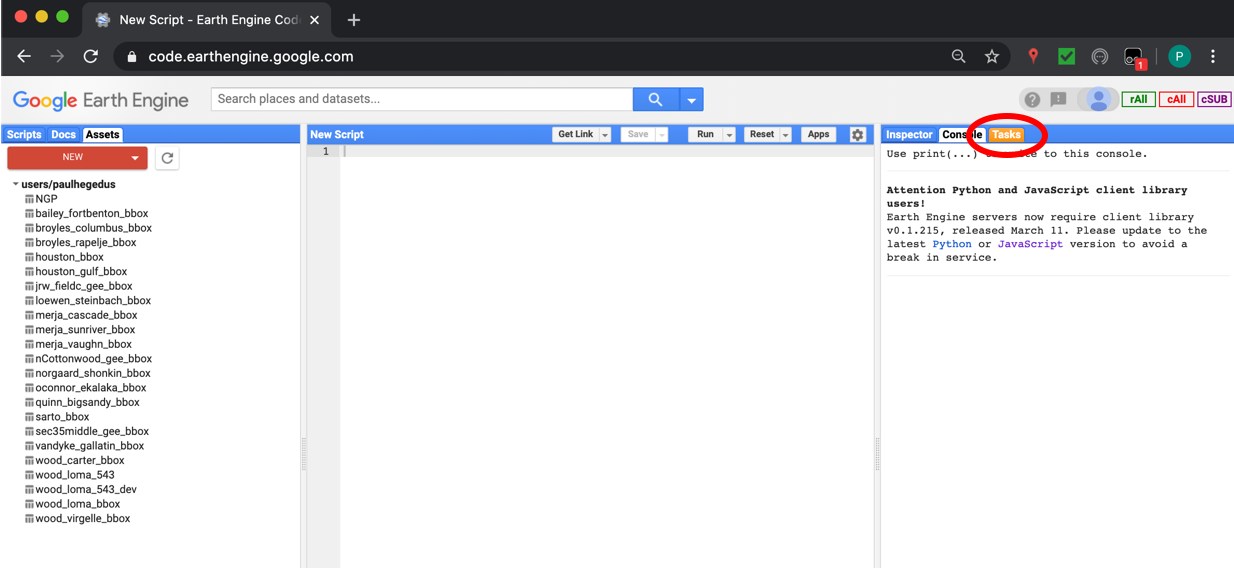 New Script - Earth Engine Code
code.earthengine.google.com
1
P
Google Earth Engine
Search places and datasets...
rAll
cAll
cSUB
Scripts Docs Assets
NEW
users/paulhegedus
NGP
bailey_fortbenton_bbox
broyles_columbus_bbox
broyles_rapelje_bbox
houston_bbox
houston_gulf_bbox
jrw_fieldc_gee_bbox
loewen_steinbach_bbox
merja_cascade_bbox
merja_sunriver_bbox
merja_vaughn_bbox
nCottonwood_gee_bbox
norgaard_shonkin_bbox
oconnor_ekalaka_bbox
quinn_bigsandy_bbox
sarto_bbox
sec35middle_gee_bbox
vandyke_gallatin_bbox
wood_carter_bbox
wood_loma_543
wood_loma_543_dev
wood_loma_bbox
wood_virgelle_bbox
New Script
Get Link
Save
Run
Reset
Apps
1
Inspector Console Tasks
Use print(...) to write to this console.
Attention Python and JavaScript client library
users!
Earth Engine servers now require client library
v0.1.215, released March 11. Please update to the
latest Python or JavaScript version to avoid a
break in service.